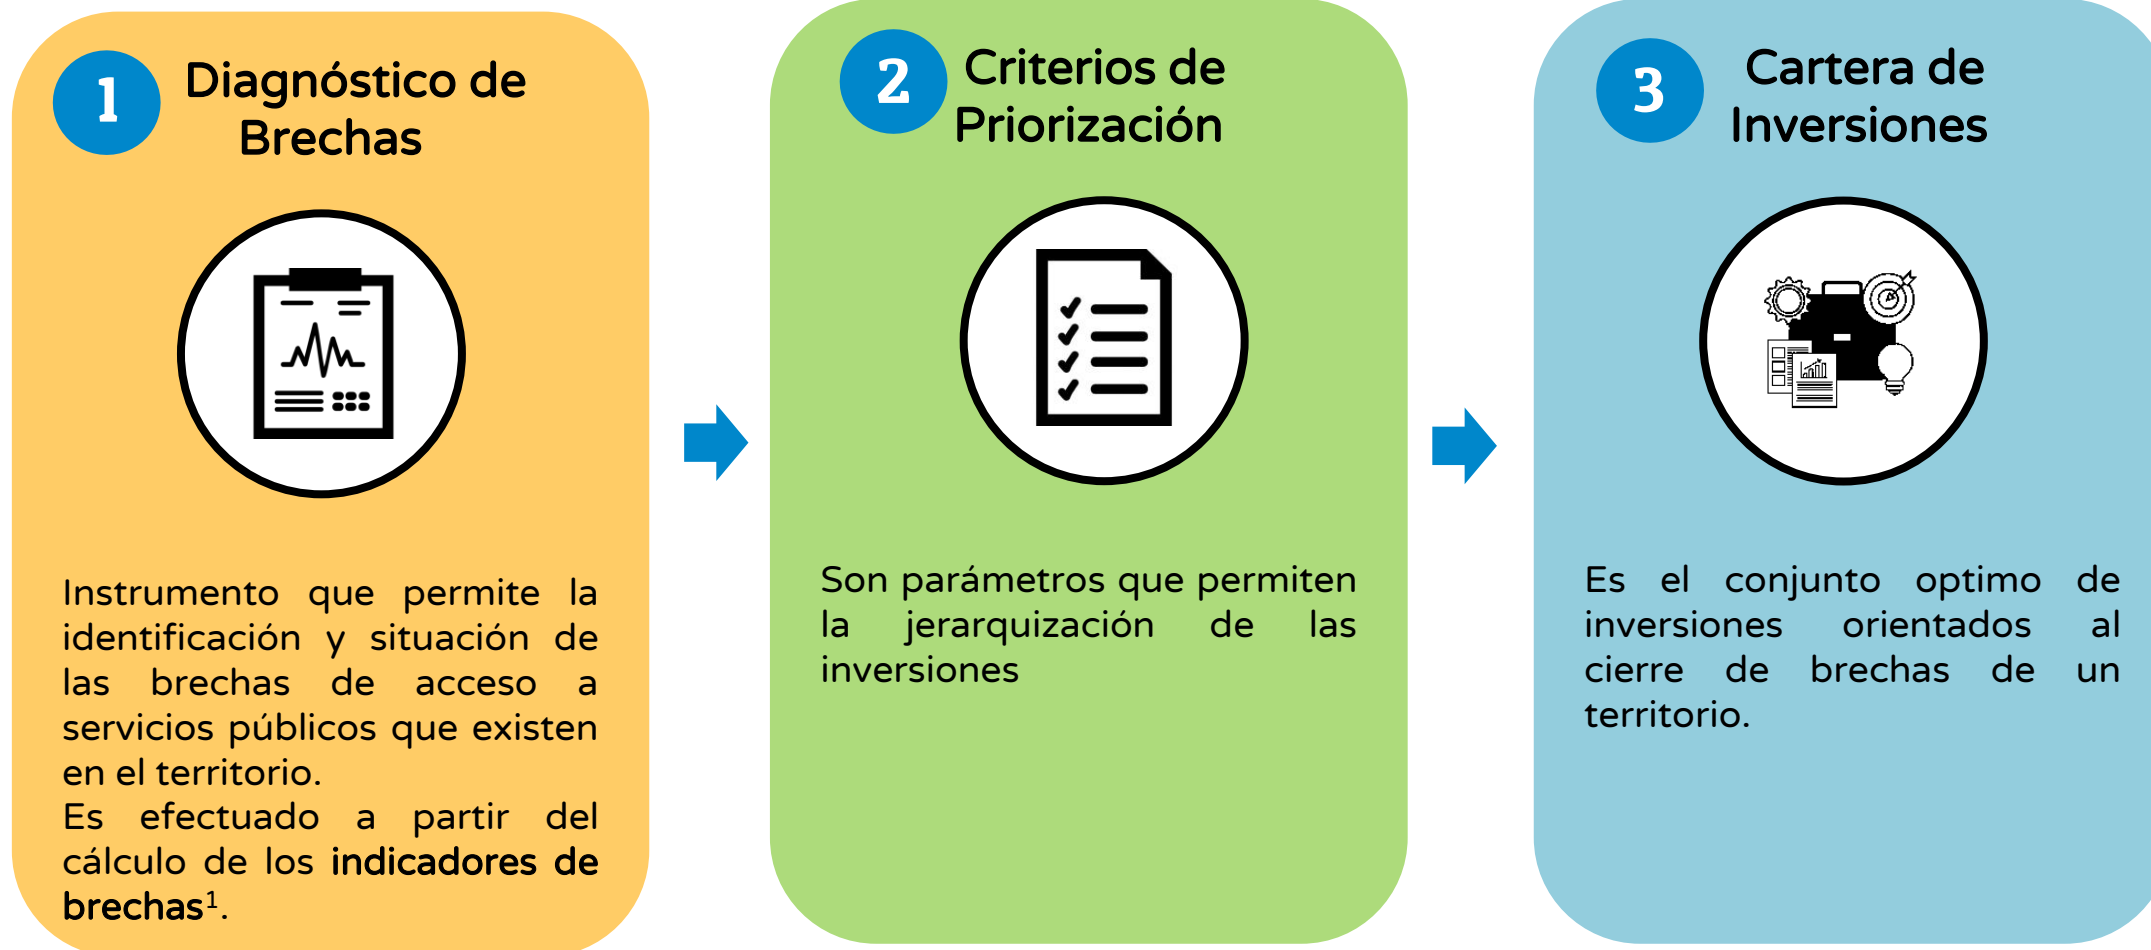 1
Diagnóstico de
Brechas
Instrumento que permite la
identificación y situación de
las brechas de acceso a
servicios públicos que existen
en el territorio.
Es efectuado a partir del
cálculo de los indicadores de
brechas¹.
2
Criterios de
Priorización
Son parámetros que permiten
la jerarquización de las
inversiones
3
Cartera de
Inversiones
Es el conjunto optimo de
inversiones orientados al
cierre de brechas de un
territorio.